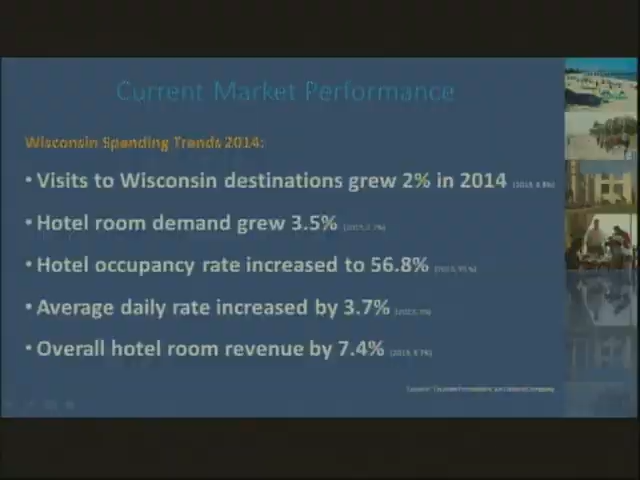 Current Market Performance
Wisconsin Spending Trends 2014:
• Visits to Wisconsin destinations grew 2% in 2014
• Hotel room demand grew 3.5%
• Hotel occupancy rate increased to 56.8%
• Average daily rate increased by 3.7%
• Overall hotel room revenue by 7.4%